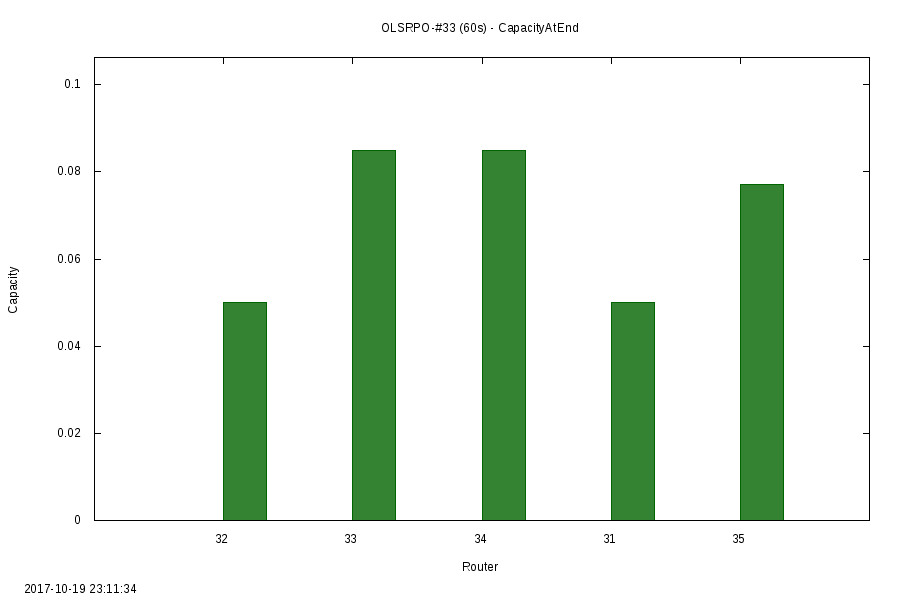 OLSRPO-#33 (60s) - CapacityAtEnd
0.1
0.08
0.06
0.04
0.02
0
Capacity
32 33 34 31 35
Router
2017-10-19 23:11:34